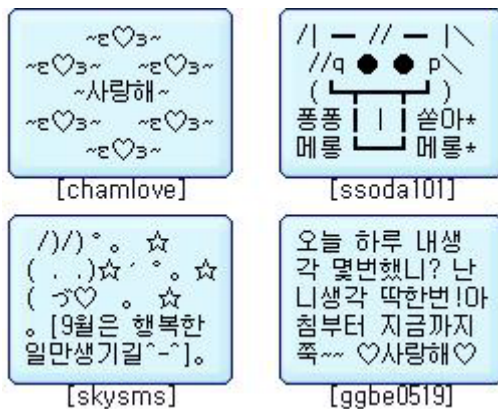 ~ε♡з~
~ε♡з~ ~ε♡з~
~사랑해~
~ε♡з~ ~ε♡з~
~ε♡з~
[chamlove]
/| ━ // ━ |\
//q ● ● p\
( ┗┳━┳┛ )
퐁퐁 ┃ | ┃ 쏟아*
메롱 ┗━┛ 메롱*
[ssoda101]
/)/) ° 。 ☆
( . .)☆ ´ ° 。 ☆
( づ♡ 。 ☆
。[9월은 행복한
일만생기길^-^]。
[skysms]
오늘 하루 내생
각 몇번했니? 난
니생각 딱한번!아
침부터 지금까지
쭉~~ ♡사랑해♡
[ggbe0519]